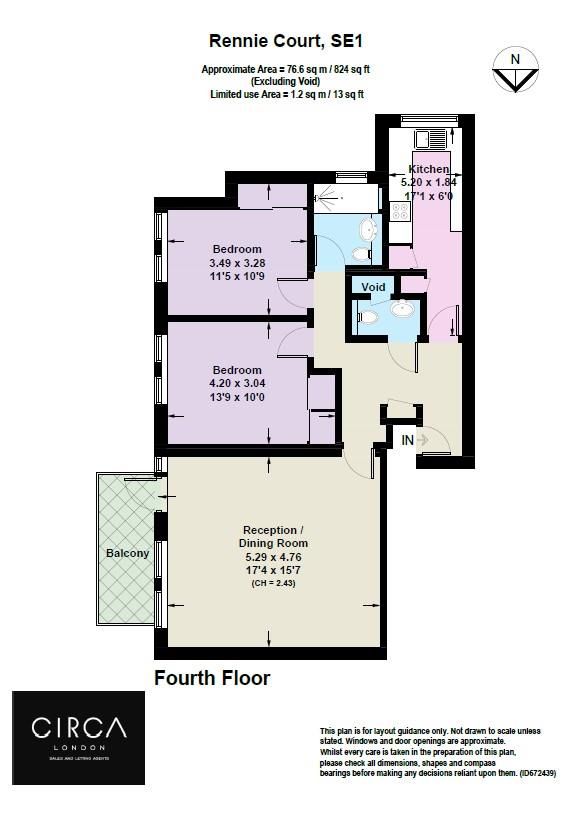 Rennie Court, SE1
Approximate Area = 76.6 sq m / 824 sq ft
(Excluding Void)
Limited use Area = 1.2 sq m / 13 sq ft
N
Kitchen
5.20 x 1.84
17'1 x 6'0
Bedroom
3.49 x 3.28
11'5 x 10'9
Void
Bedroom
4.20 x 3.04
13'9 x 10'0
IN
Reception /
Dining Room
5.29 x 4.76
17'4 x 15'7
(CH = 2.43)
Balcony
Fourth Floor
CIRCA
LONDON
SALES AND LETTING AGENTS
This plan is for layout guidance only. Not drawn to scale unless
stated. Windows and door openings are approximate.
Whilst every care is taken in the preparation of this plan,
please check all dimensions, shapes and compass
bearings before making any decisions reliant upon them. (ID672439)